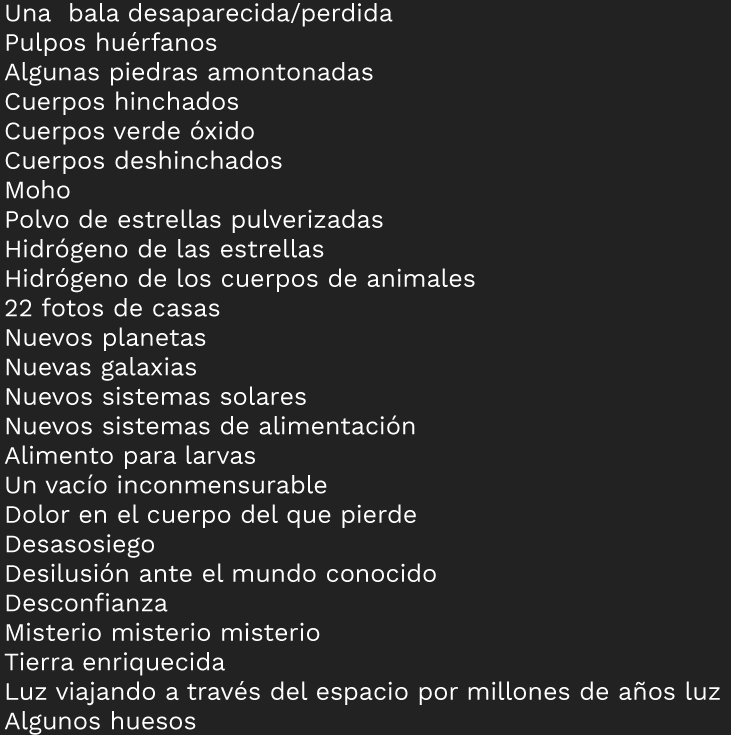 Una  bala desaparecida/perdida
Pulpos huérfanos
Algunas piedras amontonadas
Cuerpos hinchados
Cuerpos verde óxido
Cuerpos deshinchados
Moho
Polvo de estrellas pulverizadas
Hidrógeno de las estrellas
Hidrógeno de los cuerpos de animales
22 fotos de casas
Nuevos planetas
Nuevas galaxias
Nuevos sistemas solares
Nuevos sistemas de alimentación
Alimento para larvas
Un vacío inconmensurable
Dolor en el cuerpo del que pierde
Desasosiego
Desilusión ante el mundo conocido
Desconfianza
Misterio misterio misterio
Tierra enriquecida
Luz viajando a través del espacio por millones de años luz
Algunos huesos